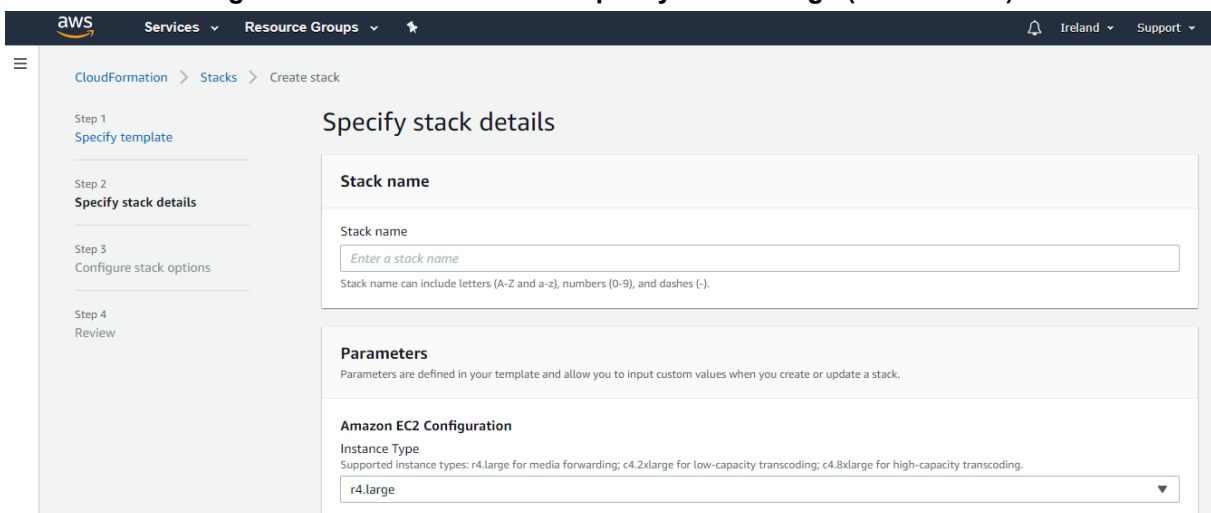 aws Services Resource Groups Ireland Support
CloudFormation > Stacks > Create stack
Step 1
Specify template
Step 2
Specify stack details
Step 3
Configure stack options
Step 4
Review
Specify stack details
Stack name
Stack name
Enter a stack name
Stack name can include letters (A-Z and a-z), numbers (0-9), and dashes (-).
Parameters
Parameters are defined in your template and allow you to input custom values when you create or update a stack.
Amazon EC2 Configuration
Instance Type
Supported instance types: r4.large for media forwarding; c4.2xlarge for low-capacity transcoding; c4.8xlarge for high-capacity transcoding.
r4.large